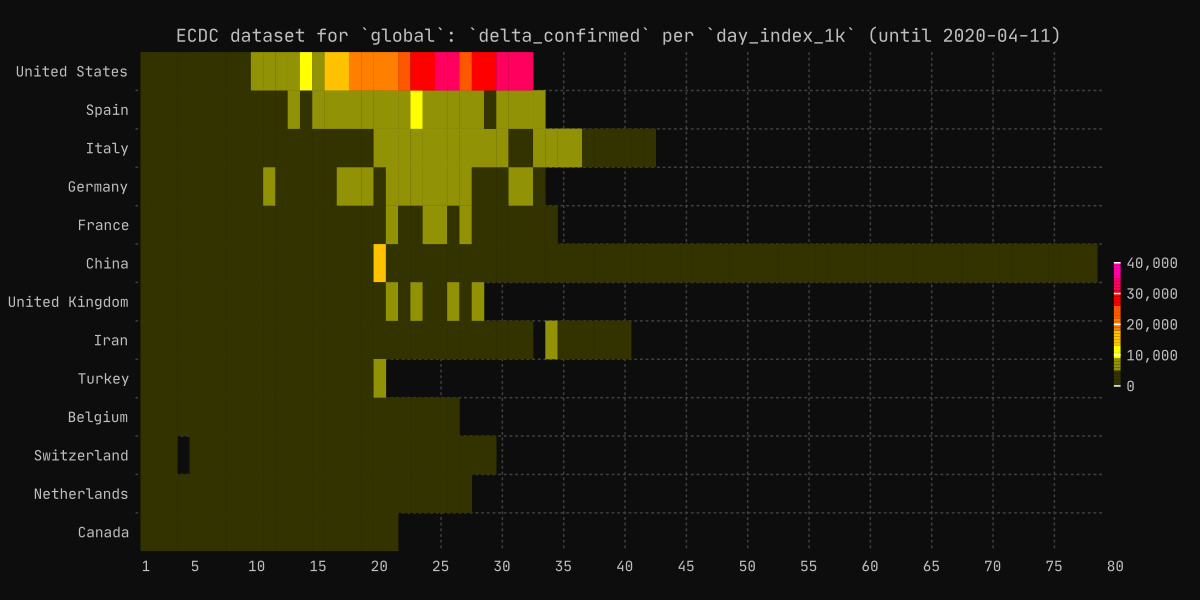 ECDC dataset for `global`: `delta_confirmed` per `day_index_1k` (until 2020-04-11)
United States
Spain
Italy
Germany
France
China
United Kingdom
Iran
Turkey
Belgium
Switzerland
Netherlands
Canada
1 5 10 15 20 25 30 35 40 45 50 55 60 65 70 75 80
40,000
30,000
20,000
10,000
0